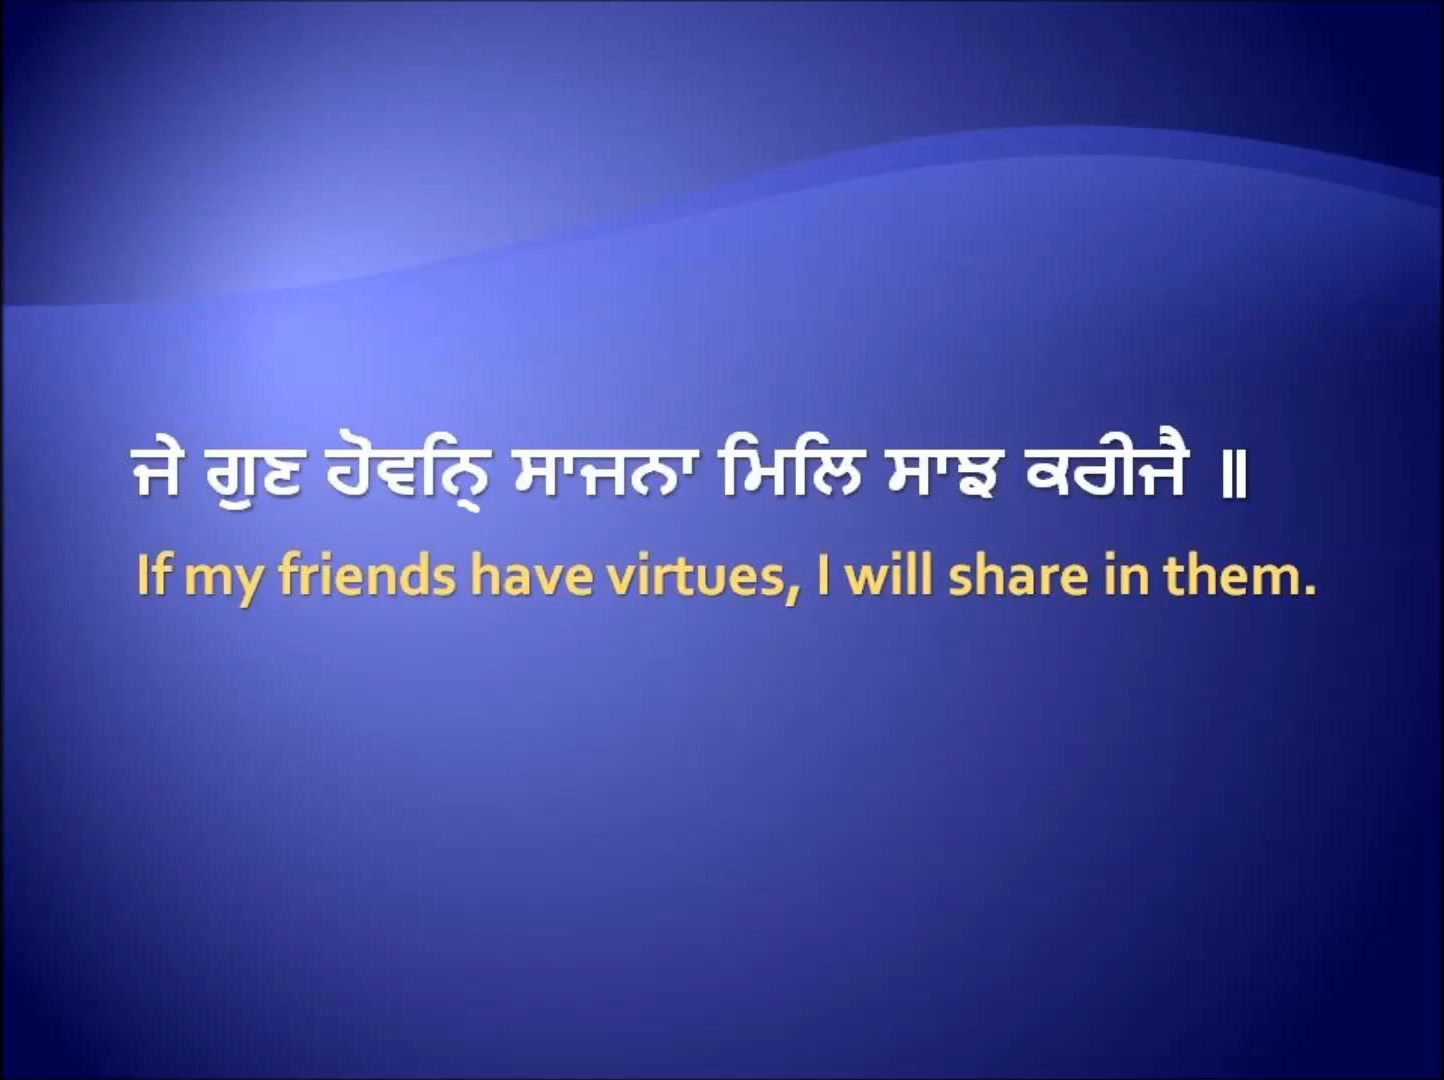 ਜੇ ਗੁਣ ਹੋਵਨ੍ਹਿ ਸਾਜਨਾ ਮਿਲਿ ਸਾਝ ਕਰੀਜੈ ॥
If my friends have virtues, I will share in them.